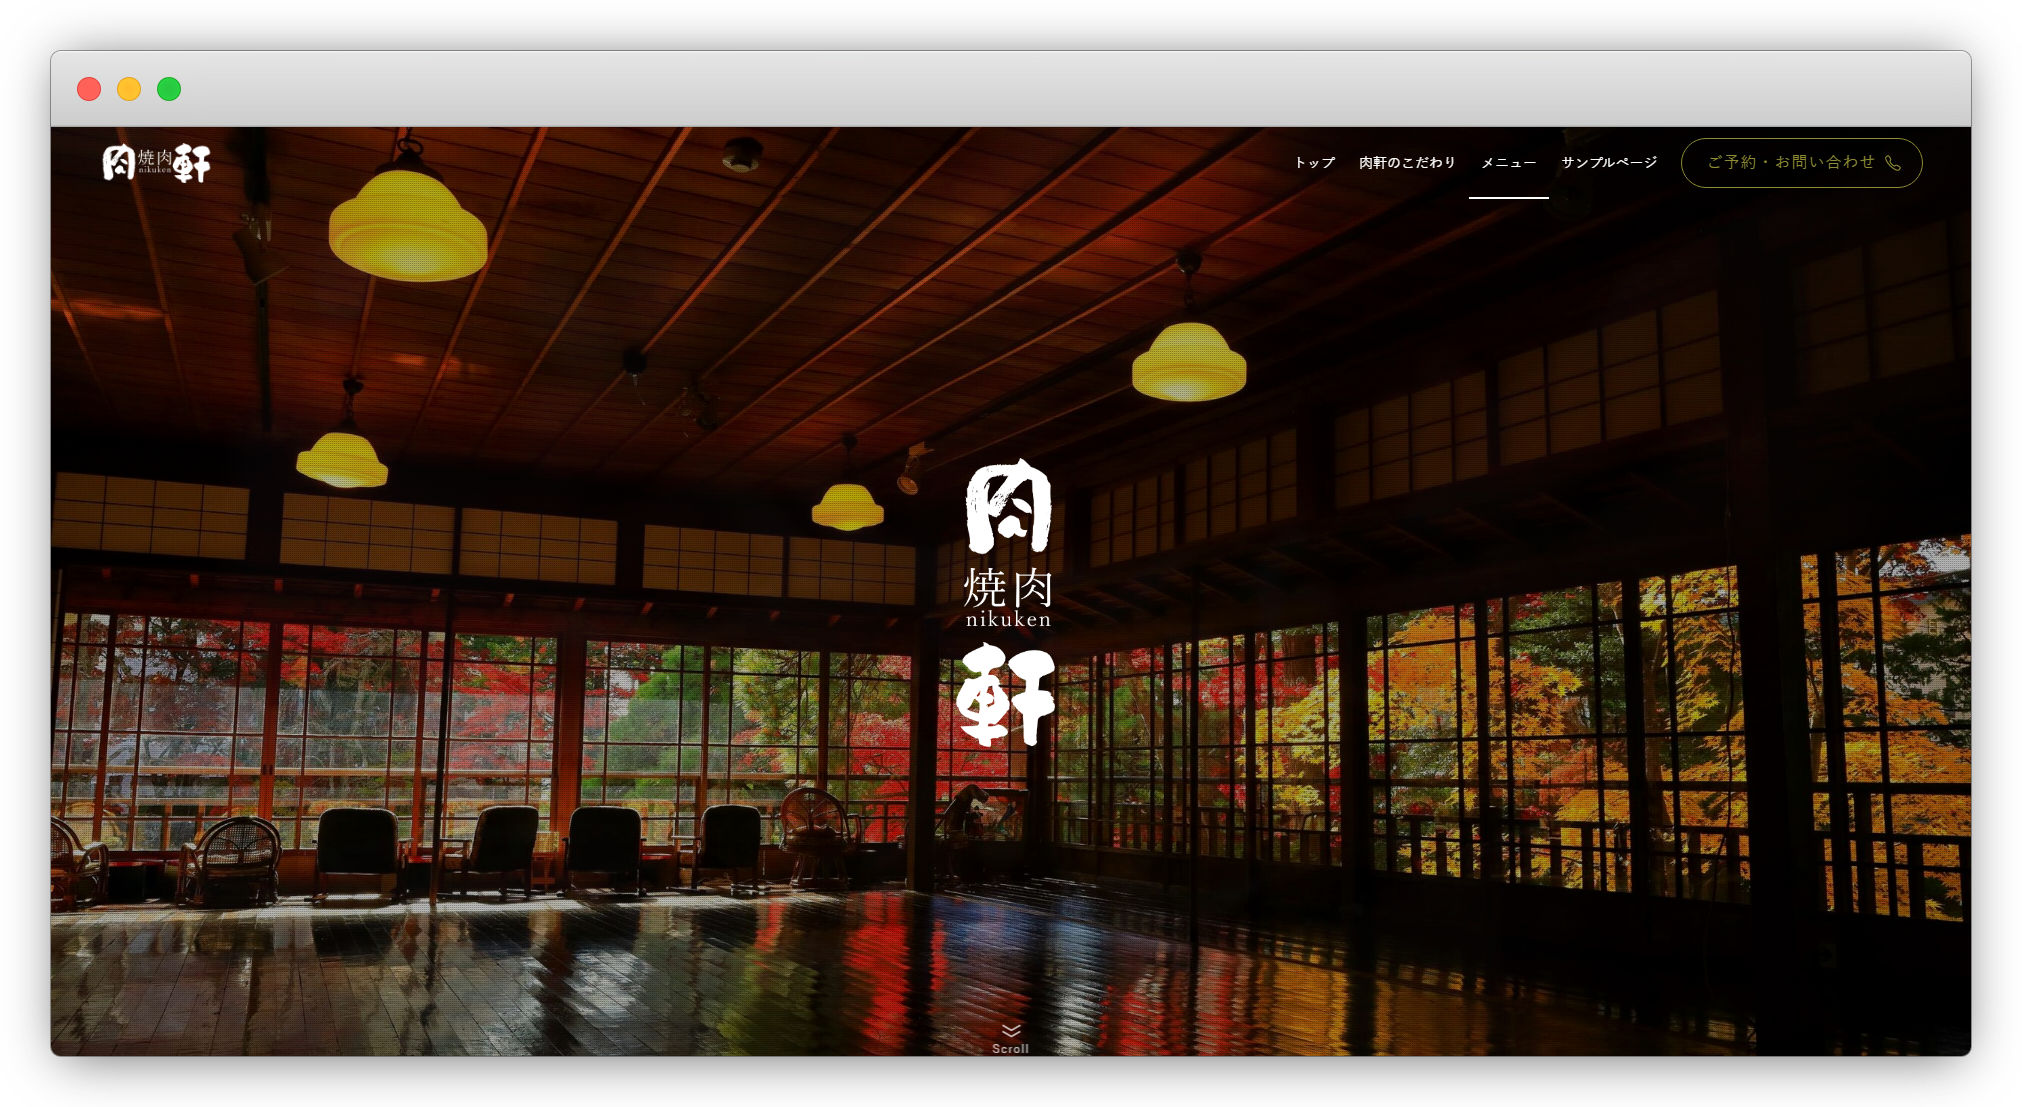 肉焼肉軒
nikuken
トップ
肉軒のこだわり
メニュー
サンプルページ
ご予約・お問い合わせ
肉
焼肉
nikuken
軒
Scroll